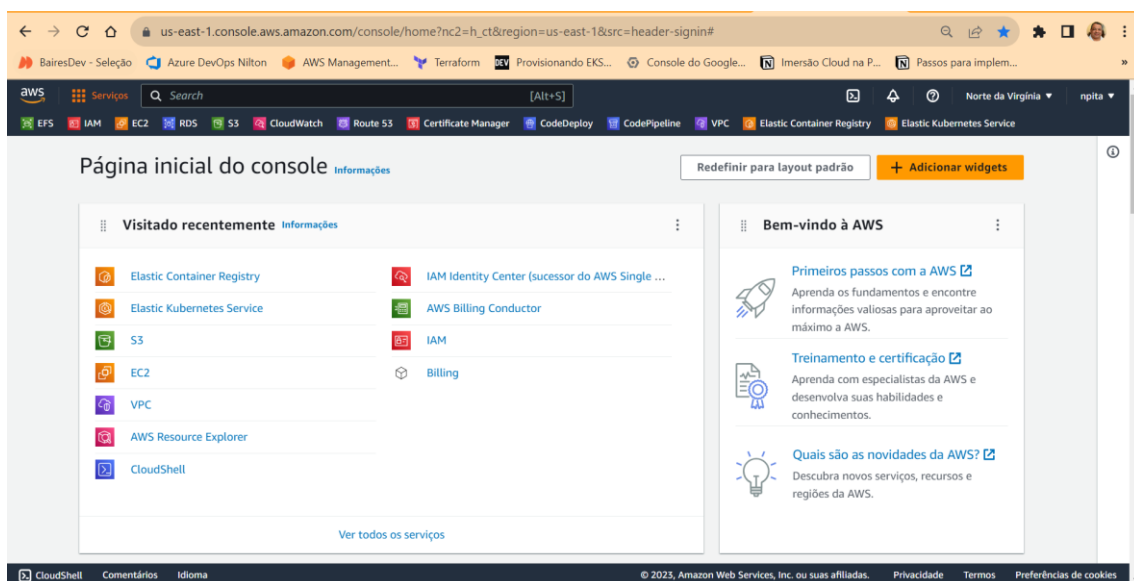 us-east-1.console.aws.amazon.com/console/home?nc2=h_ct&region=us-east-1&src=header-signin#
BairesDev - Seleção Azure DevOps Nilton AWS Management... Terraform DEV Provisionando EKS... Console do Google... Imersão Cloud na P... Passos para implem... »
aws Serviços Search [Alt+S] Norte da Virgínia npita
EFS IAM EC2 RDS S3 CloudWatch Route 53 Certificate Manager CodeDeploy CodePipeline VPC Elastic Container Registry Elastic Kubernetes Service
Página inicial do console Informações
Redefinir para layout padrão
+ Adicionar widgets
Visitado recentemente Informações
Elastic Container Registry
Elastic Kubernetes Service
S3
EC2
VPC
AWS Resource Explorer
CloudShell
IAM Identity Center (sucessor do AWS Single ...
AWS Billing Conductor
IAM
Billing
Ver todos os serviços
Bem-vindo à AWS
Primeiros passos com a AWS
Aprenda os fundamentos e encontre
informações valiosas para aproveitar ao
máximo a AWS.
Treinamento e certificação
Aprenda com especialistas da AWS e
desenvolva suas habilidades e
conhecimentos.
Quais são as novidades da AWS?
Descubra novos serviços, recursos e
regiões da AWS.
CloudShell Comentários Idioma © 2023, Amazon Web Services, Inc. ou suas afiliadas. Privacidade Termos Preferências de cookies